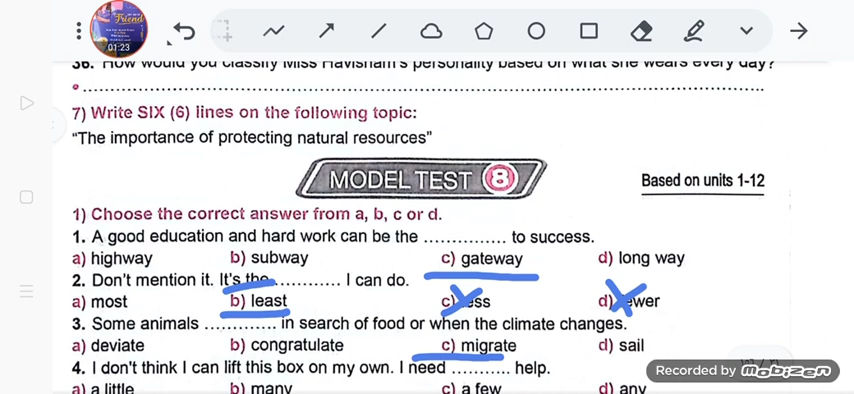 Friend
01:23
36. How would you classify Miss Havisham's personality based on what she wears every day?
7) Write SIX (6) lines on the following topic:
"The importance of protecting natural resources"
MODEL TEST 8
Based on units 1-12
1) Choose the correct answer from a, b, c or d.
1. A good education and hard work can be the ............... to success.
a) highway b) subway c) gateway d) long way
2. Don't mention it. It's the ............ I can do.
a) most b) least c) less d) fewer
3. Some animals ............. in search of food or when the climate changes.
a) deviate b) congratulate c) migrate d) sail
4. I don't think I can lift this box on my own. I need ........... help.
a) a little b) many c) a few d) any
Recorded by mobizen